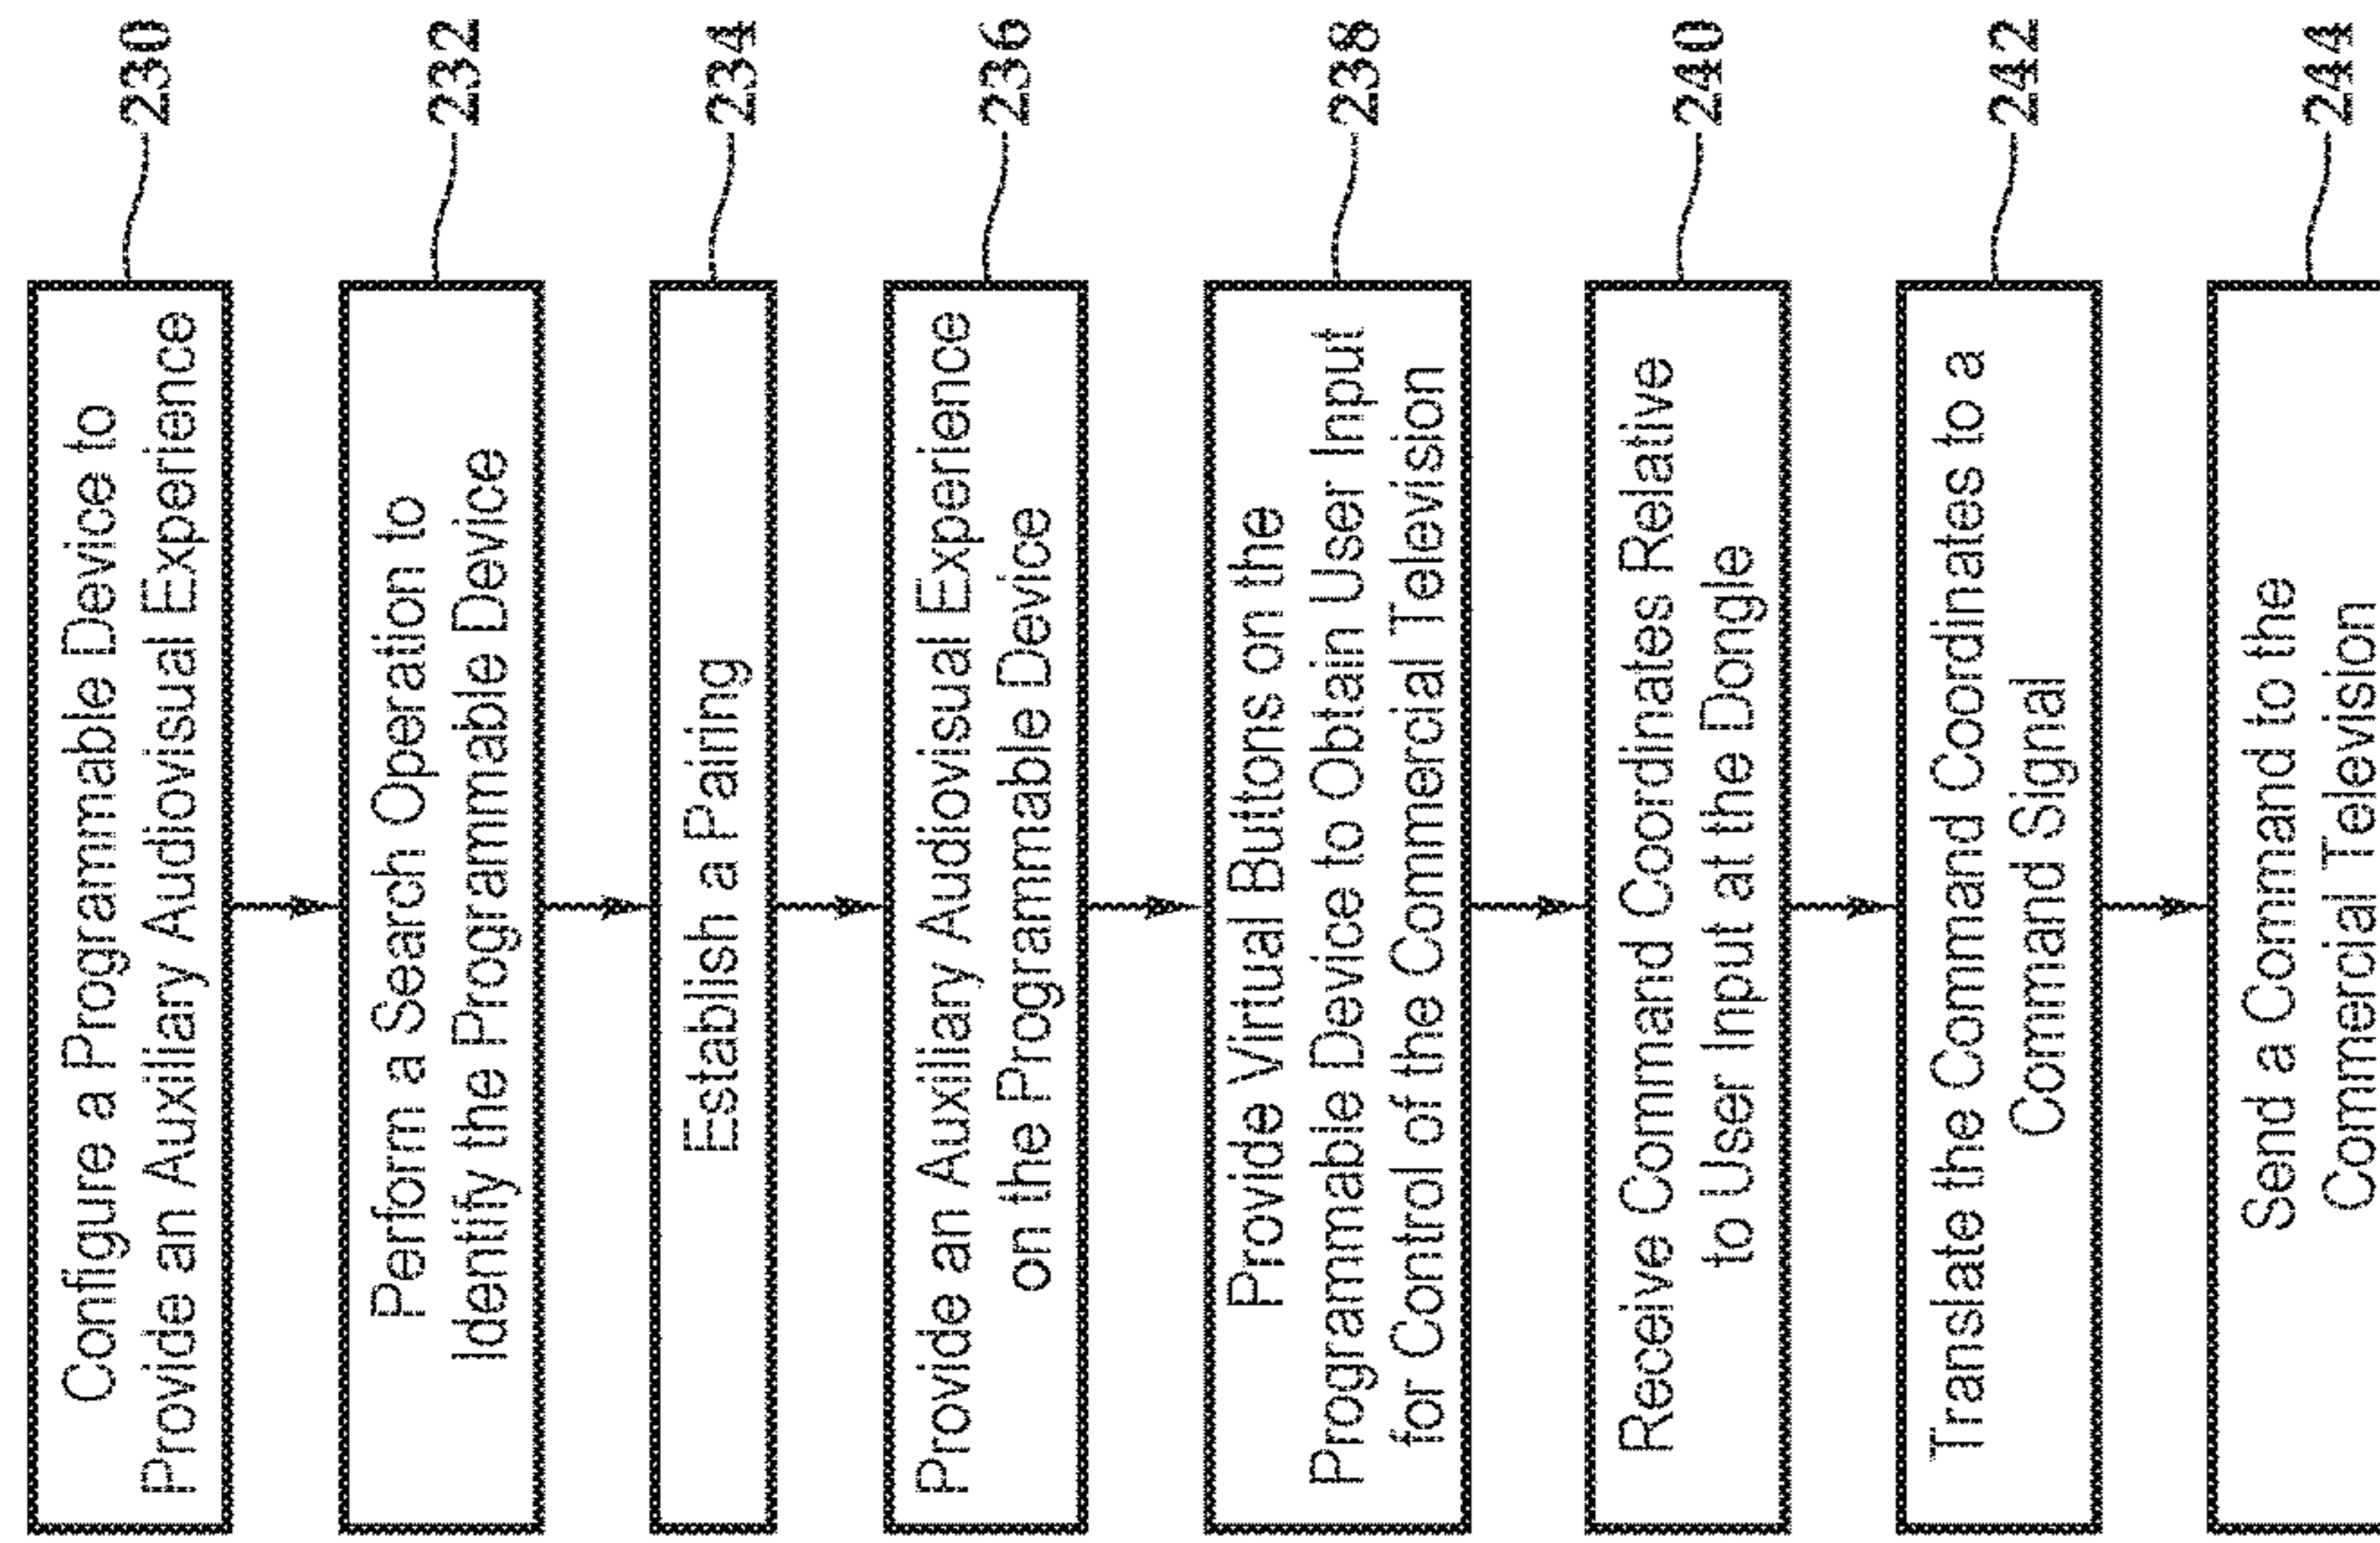 Configure a Programmable Device to
Provide an Auxiliary Audiovisual Experience
230
Perform a Search Operation to
Identify the Programmable Device
232
Establish a Pairing
234
Provide an Auxiliary Audiovisual Experience
on the Programmable Device
236
Provide Virtual Buttons on the
Programmable Device to Obtain User Input
for Control of the Commercial Television
238
Receive Command Coordinates Relative
to User Input at the Dongle
240
Translate the Command Coordinates to a
Command Signal
242
Send a Command to the
Commercial Television
244